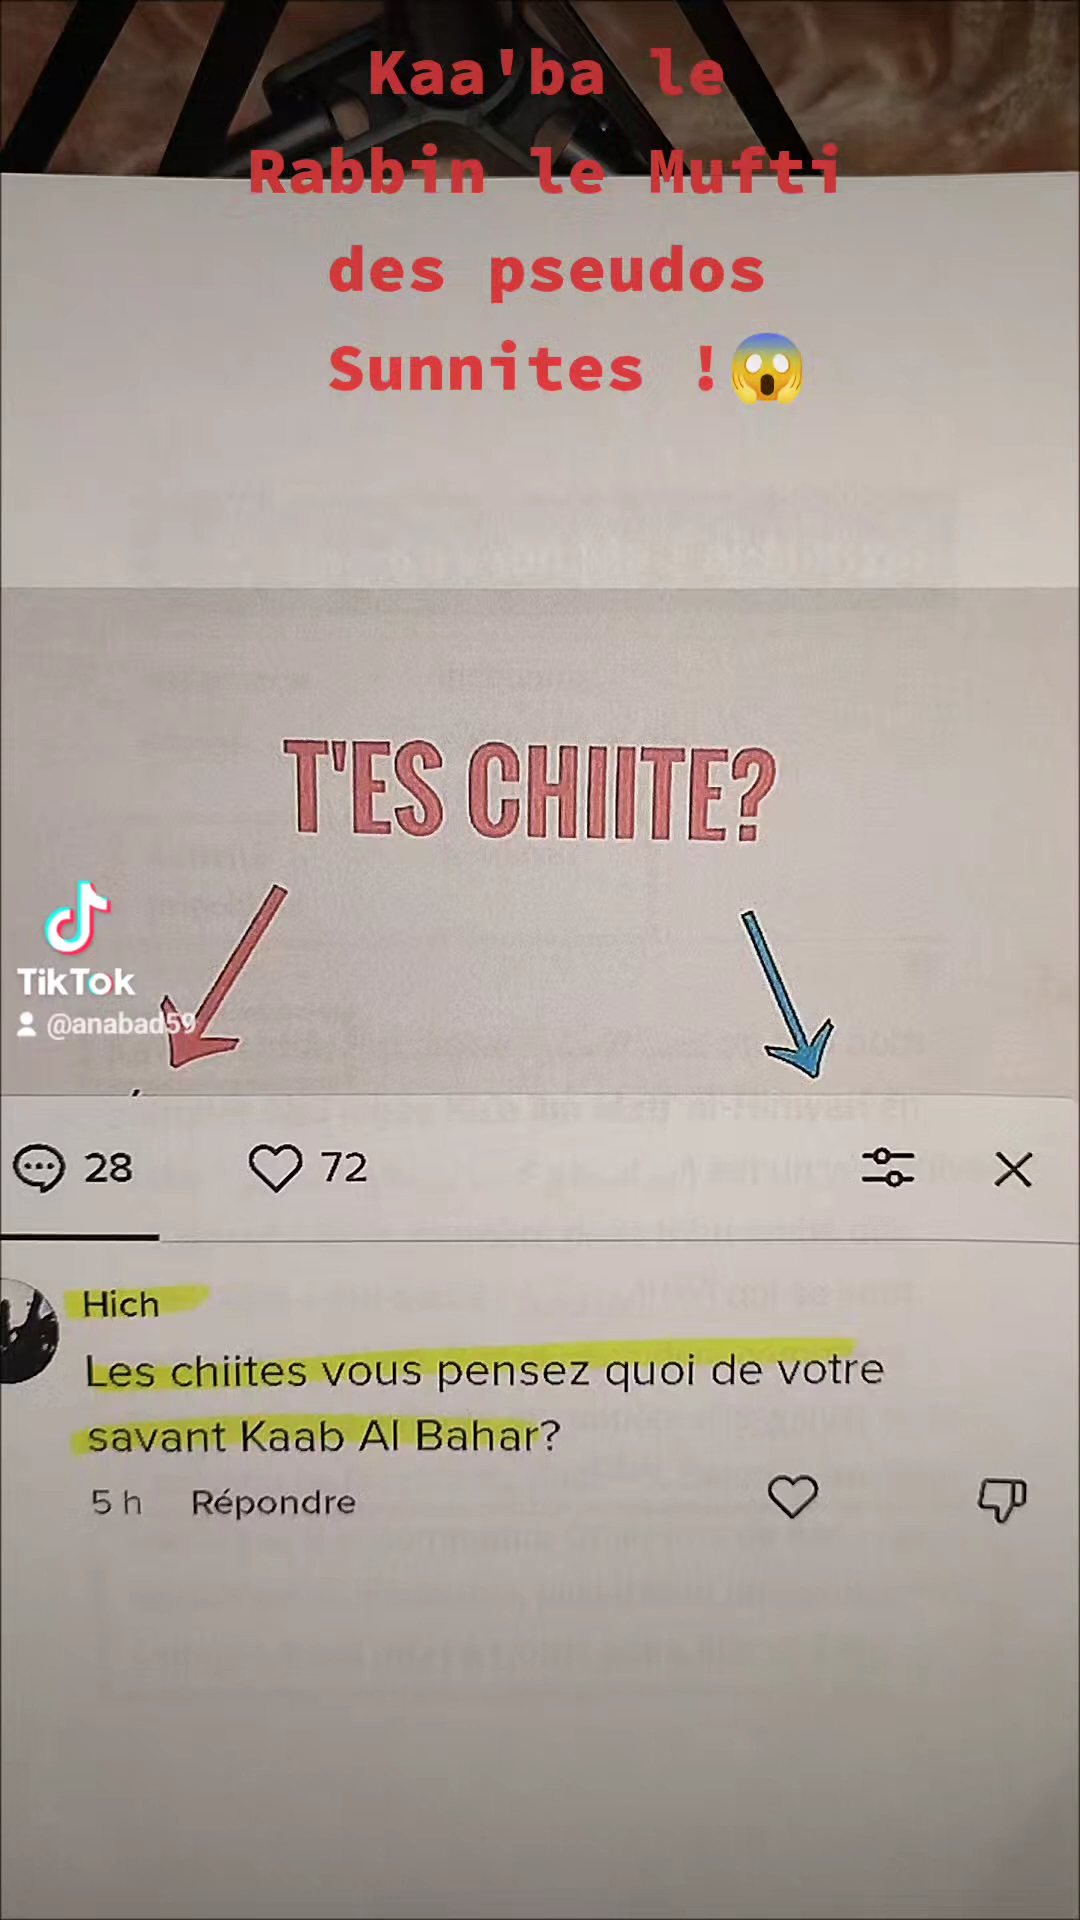 Kaa'ba le
Rabbin le Mufti
des pseudos
Sunnites !😱
T'ES CHIITE?
TikTok
@anabad59
28 72
Hich
Les chiites vous pensez quoi de votre
savant Kaab Al Bahar?
5 h Répondre